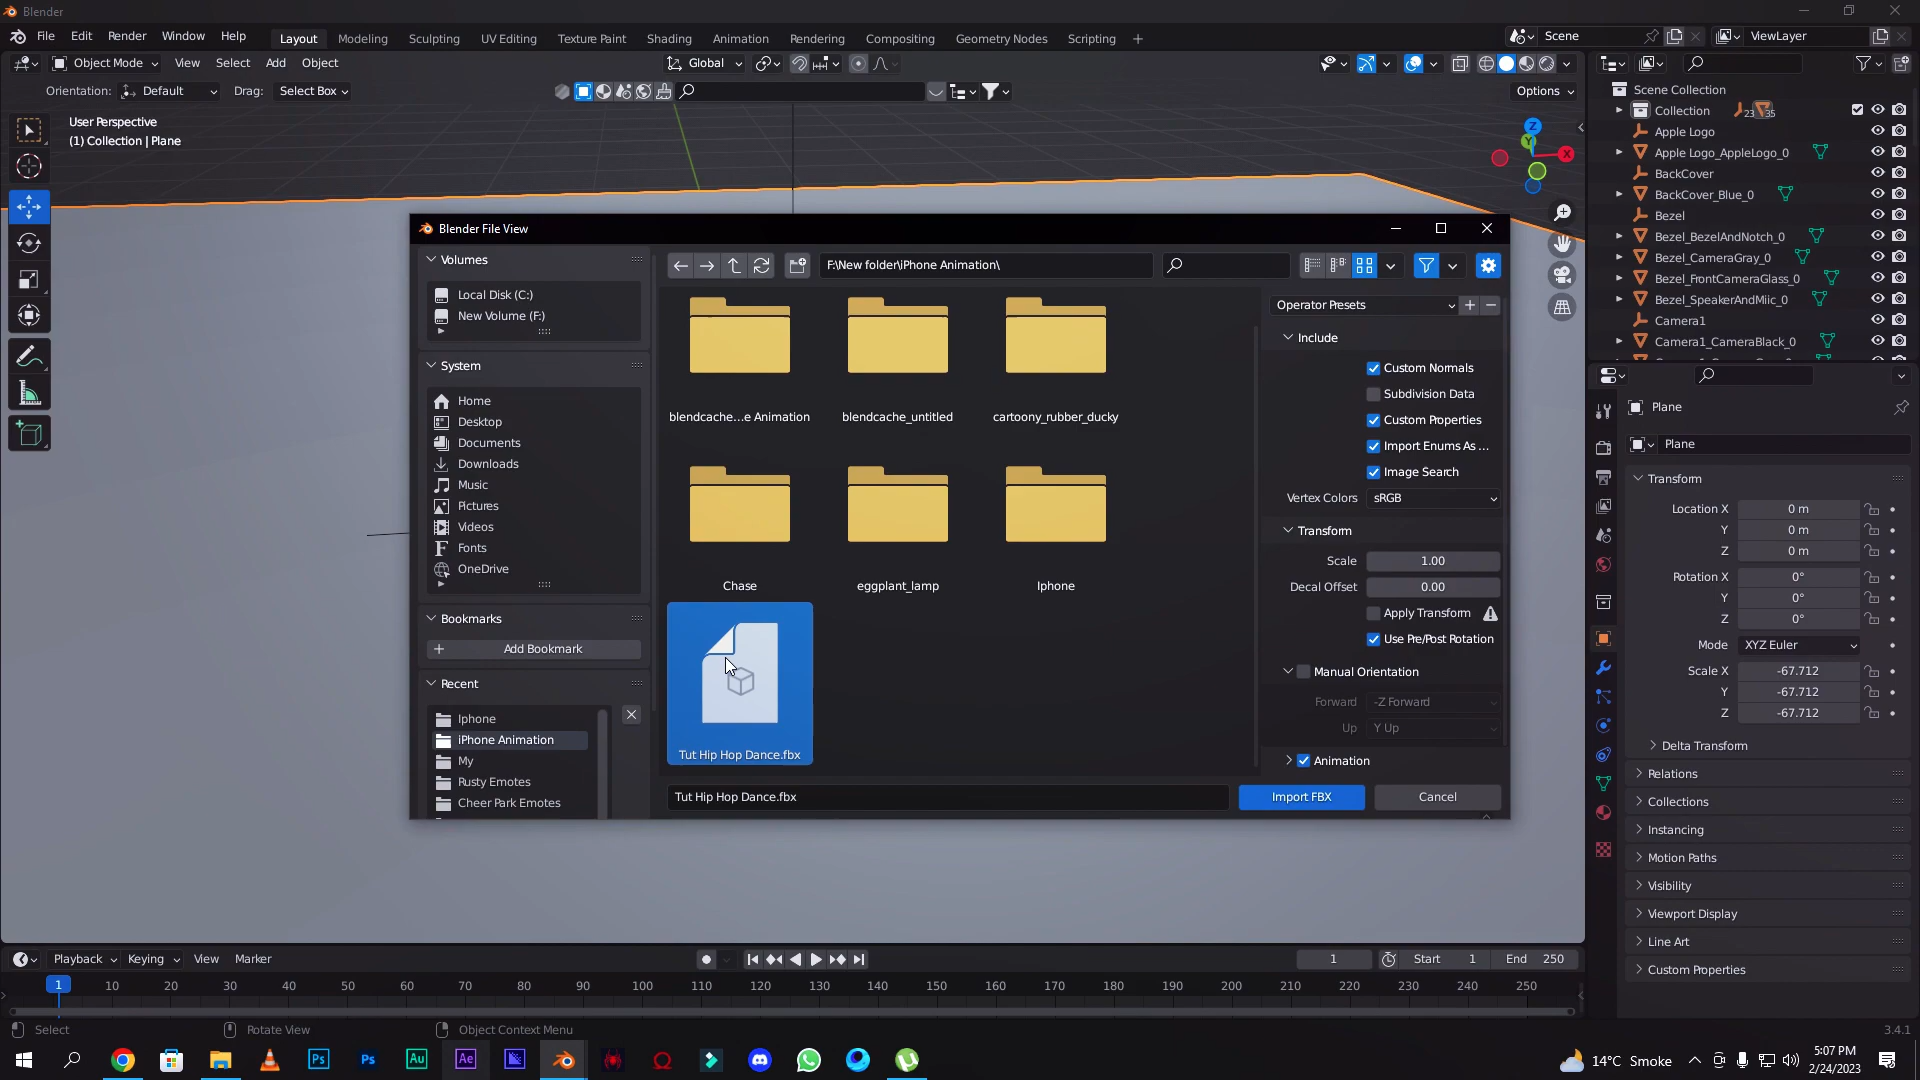 Blender
File Edit Render Window Help Layout Modeling Sculpting UV Editing Texture Paint Shading Animation Rendering Compositing Geometry Nodes Scripting + Scene ViewLayer
Object Mode View Select Add Object Global
Orientation: Default Drag: Select Box Options
User Perspective
(1) Collection | Plane
Z
Y
X
Scene Collection
Collection 23 35
Apple Logo
Apple Logo_AppleLogo_0
BackCover
BackCover_Blue_0
Bezel
Bezel_BezelAndNotch_0
Bezel_CameraGray_0
Bezel_FrontCameraGlass_0
Bezel_SpeakerAndMiic_0
Camera1
Camera1_CameraBlack_0
Blender File View
Volumes
Local Disk (C:)
New Volume (F:)
System
Home
Desktop
Documents
Downloads
Music
Pictures
Videos
Fonts
OneDrive
Bookmarks
Add Bookmark
Recent
Iphone
iPhone Animation
My
Rusty Emotes
Cheer Park Emotes
F:\New folder\iPhone Animation\
blendcache...e Animation blendcache_untitled cartoony_rubber_ducky
Chase eggplant_lamp Iphone
Tut Hip Hop Dance.fbx
Tut Hip Hop Dance.fbx
Operator Presets
Include
Custom Normals
Subdivision Data
Custom Properties
Import Enums As ...
Image Search
Vertex Colors sRGB
Transform
Scale 1.00
Decal Offset 0.00
Apply Transform
Use Pre/Post Rotation
Manual Orientation
Forward -Z Forward
Up Y Up
Animation
Import FBX Cancel
Plane
Plane
Transform
Location X 0 m
Y 0 m
Z 0 m
Rotation X 0°
Y 0°
Z 0°
Mode XYZ Euler
Scale X -67.712
Y -67.712
Z -67.712
Delta Transform
Relations
Collections
Instancing
Motion Paths
Visibility
Viewport Display
Line Art
Custom Properties
Playback Keying View Marker 1 Start 1 End 250
1 10 20 30 40 50 60 70 80 90 100 110 120 130 140 150 160 170 180 190 200 210 220 230 240 250
Select Rotate View Object Context Menu 3.4.1
Ps Ps Au Ae
14°C Smoke
5:07 PM
2/24/2023